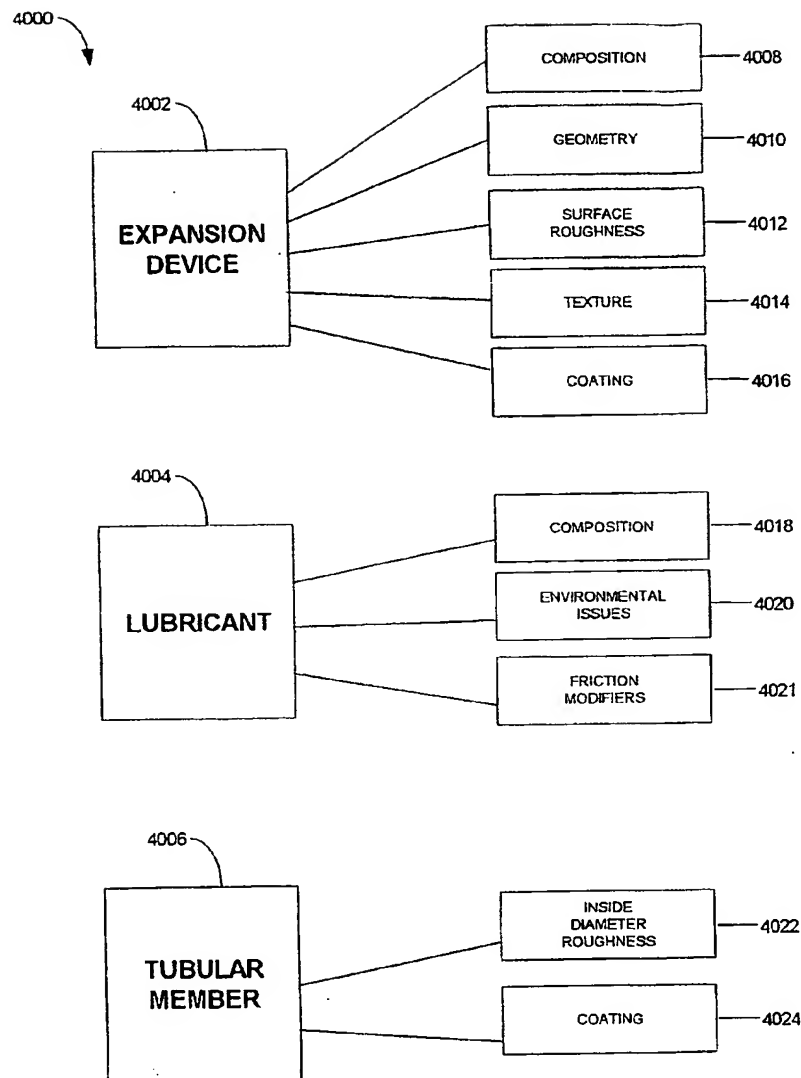 4000
4002
EXPANSION
DEVICE
COMPOSITION
4008
GEOMETRY
4010
SURFACE
ROUGHNESS
4012
TEXTURE
4014
COATING
4016
4004
LUBRICANT
COMPOSITION
4018
ENVIRONMENTAL
ISSUES
4020
FRICTION
MODIFIERS
4021
4006
TUBULAR
MEMBER
INSIDE
DIAMETER
ROUGHNESS
4022
COATING
4024